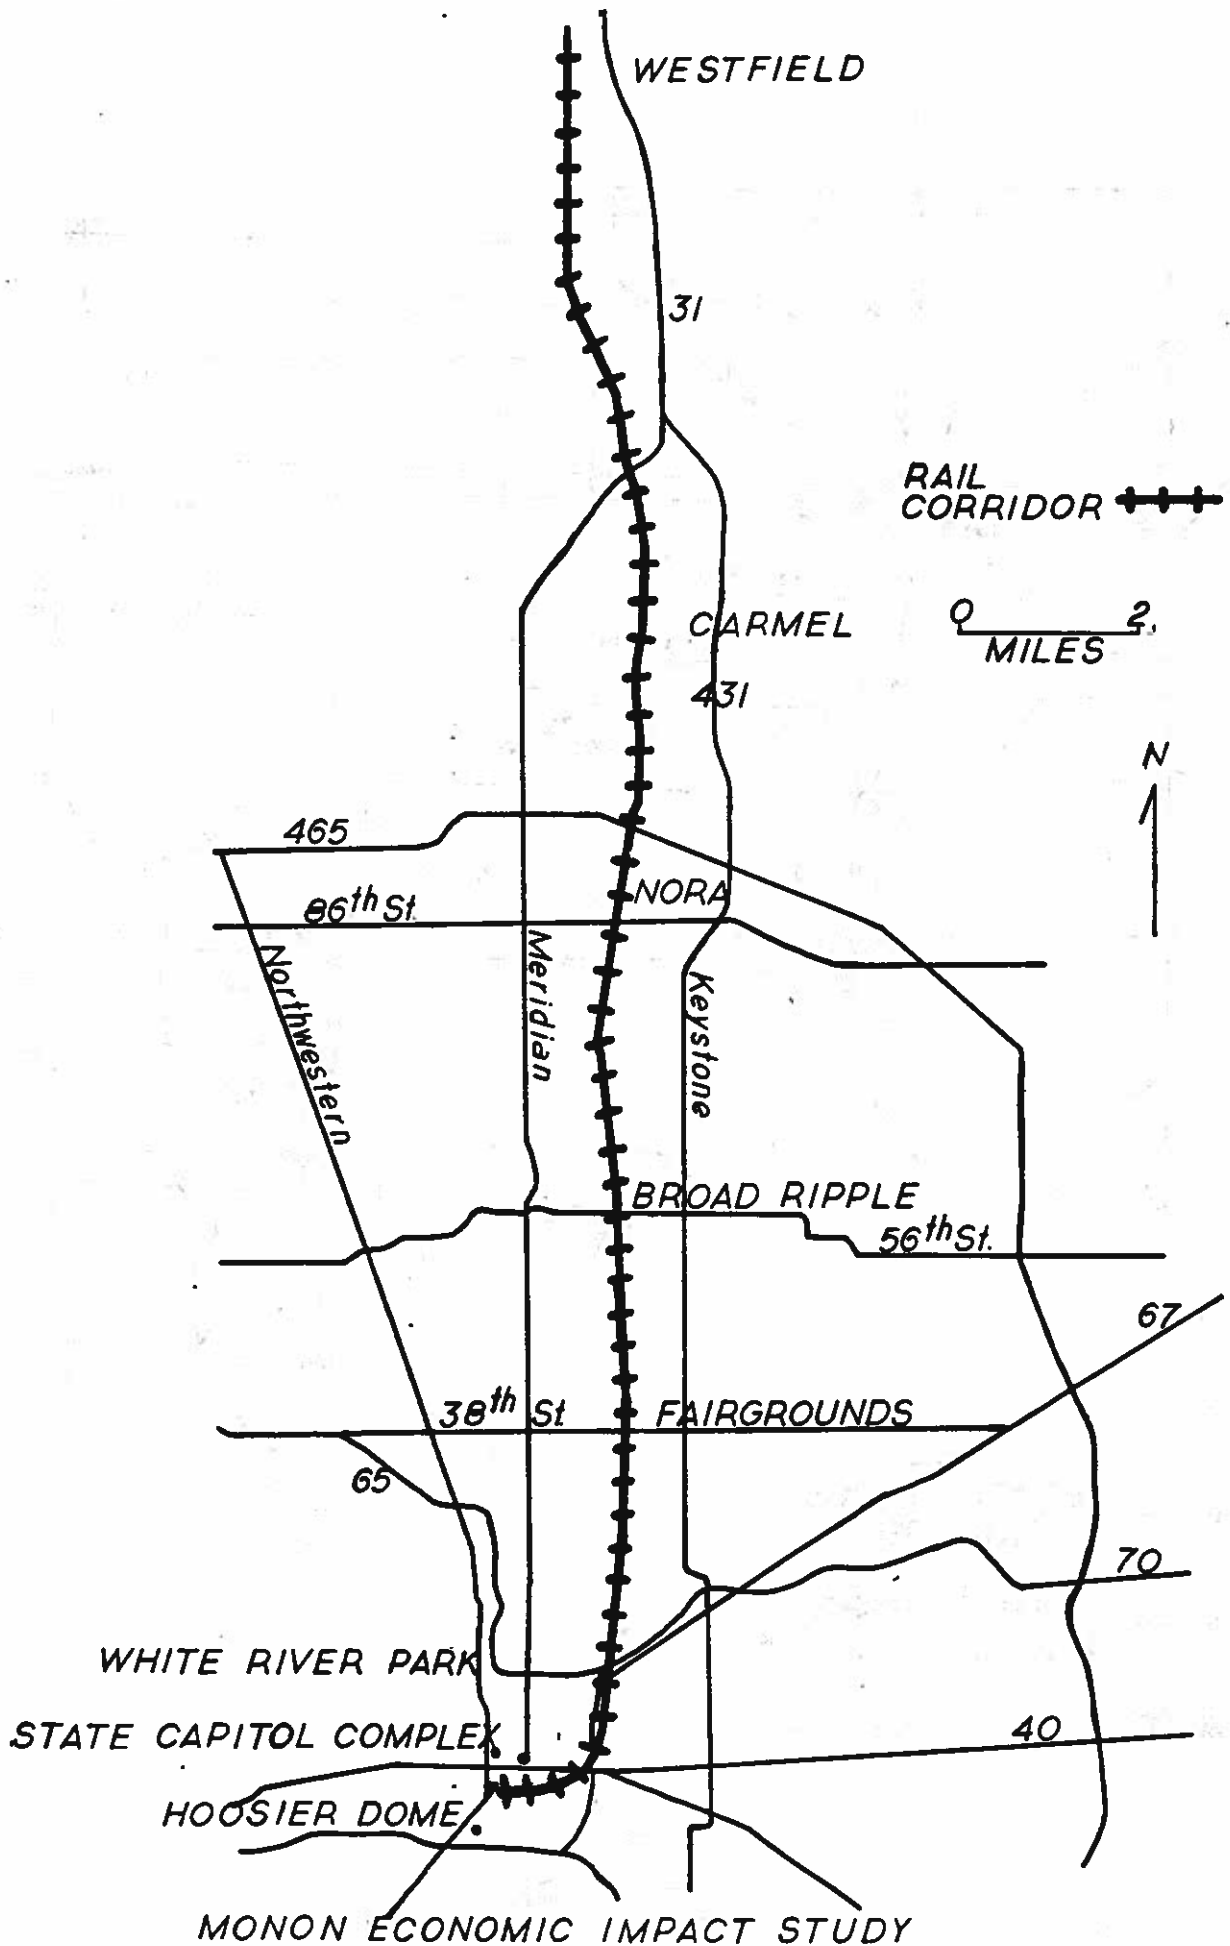 WESTFIELD
31
RAIL
CORRIDOR
0 2.
MILES
CARMEL
431
N
465
NORA
86th St.
Northwestern
Meridian
Keystone
BROAD RIPPLE
56th St.
67
38th St
FAIRGROUNDS
65
70
WHITE RIVER PARK
STATE CAPITOL COMPLEX
40
HOOSIER DOME
MONON ECONOMIC IMPACT STUDY